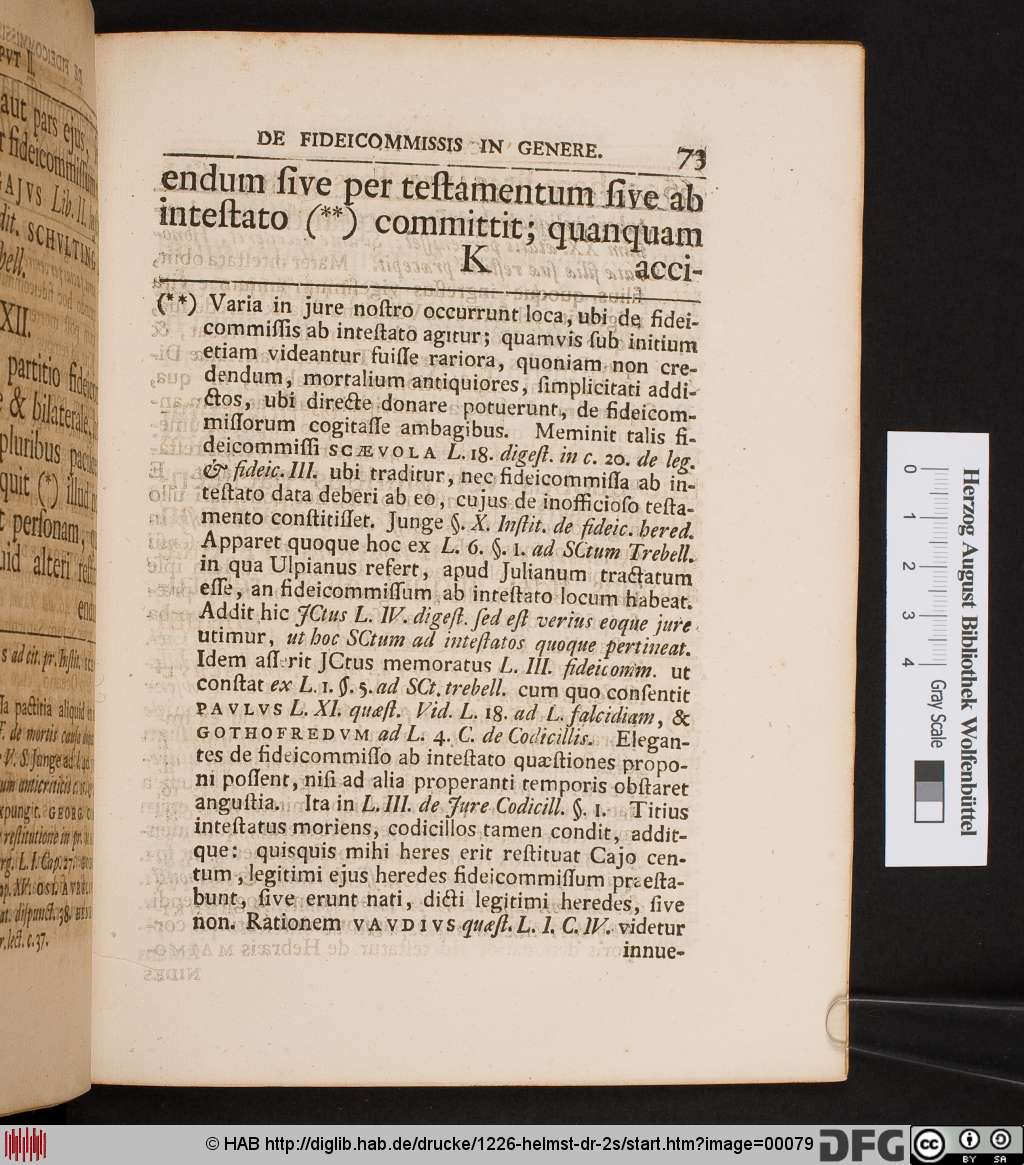 DE FIDEICOMMISSIS IN GENERE. 73
endum ſive per teſtamentum ſive ab
inteſtato (**) committit; quanquam
K acci-
(**) Varia in jure noſtro occurrunt loca, ubi de fidei-
commiſſis ab inteſtato agitur; quamvis ſub initium
etiam videantur fuiſſe rariora, quoniam non cre-
dendum, mortalium antiquiores, ſimplicitati addi-
ctos, ubi directe donare potuerunt, de fideicom-
miſſorum cogitaſſe ambagibus. Meminit talis fi-
deicommiſſi SCÆVOLA L. 18. digeſt. in c. 20. de leg.
& fideic. III. ubi traditur, nec fideicommiſſa ab in-
teſtato data deberi ab eo, cujus de inofficioſo teſta-
mento conſtitiſſet. Junge §. X. Inſtit. de fideic. hered.
Apparet quoque hoc ex L. 6. §. 1. ad SCtum Trebell.
in qua Ulpianus refert, apud Julianum tractatum
eſſe, an fideicommiſſum ab inteſtato locum habeat.
Addit hic JCtus L. IV. digeſt. ſed eſt verius eoque jure
utimur, ut hoc SCtum ad inteſtatos quoque pertineat.
Idem aſſerit JCtus memoratus L. III. fideicomm. ut
conſtat ex L. 1. §. 5. ad SCt. trebell. cum quo conſentit
PAVLVS L. XI. quæſt. Vid. L. 18. ad L. falcidiam, &
GOTHOFREDVM ad L. 4. C. de Codicillis. Elegan-
tes de fideicommiſſo ab inteſtato quæſtiones propo-
ni poſſent, niſi ad alia properanti temporis obſtaret
anguſtia. Ita in L. III. de Jure Codicill. §. 1. Titius
inteſtatus moriens, codicillos tamen condit, addit-
que: quisquis mihi heres erit reſtituat Cajo cen-
tum, legitimi ejus heredes fideicommiſſum præſta-
bunt, ſive erunt nati, dicti legitimi heredes, ſive
non. Rationem VAVDIVS quæſt. L. I. C. IV. videtur
innue-
Herzog August Bibliothek Wolfenbüttel
0 1 2 3 4
Gray Scale
© HAB http://diglib.hab.de/drucke/1226-helmst-dr-2s/start.htm?image=00079
DFG
cc BY SA